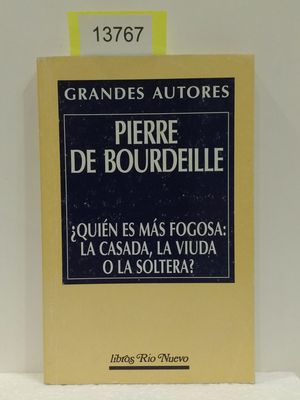 13767
GRANDES AUTORES
PIERRE
DE BOURDEILLE
¿QUIÉN ES MÁS FOGOSA:
LA CASADA, LA VIUDA
O LA SOLTERA?
libros Río Nuevo